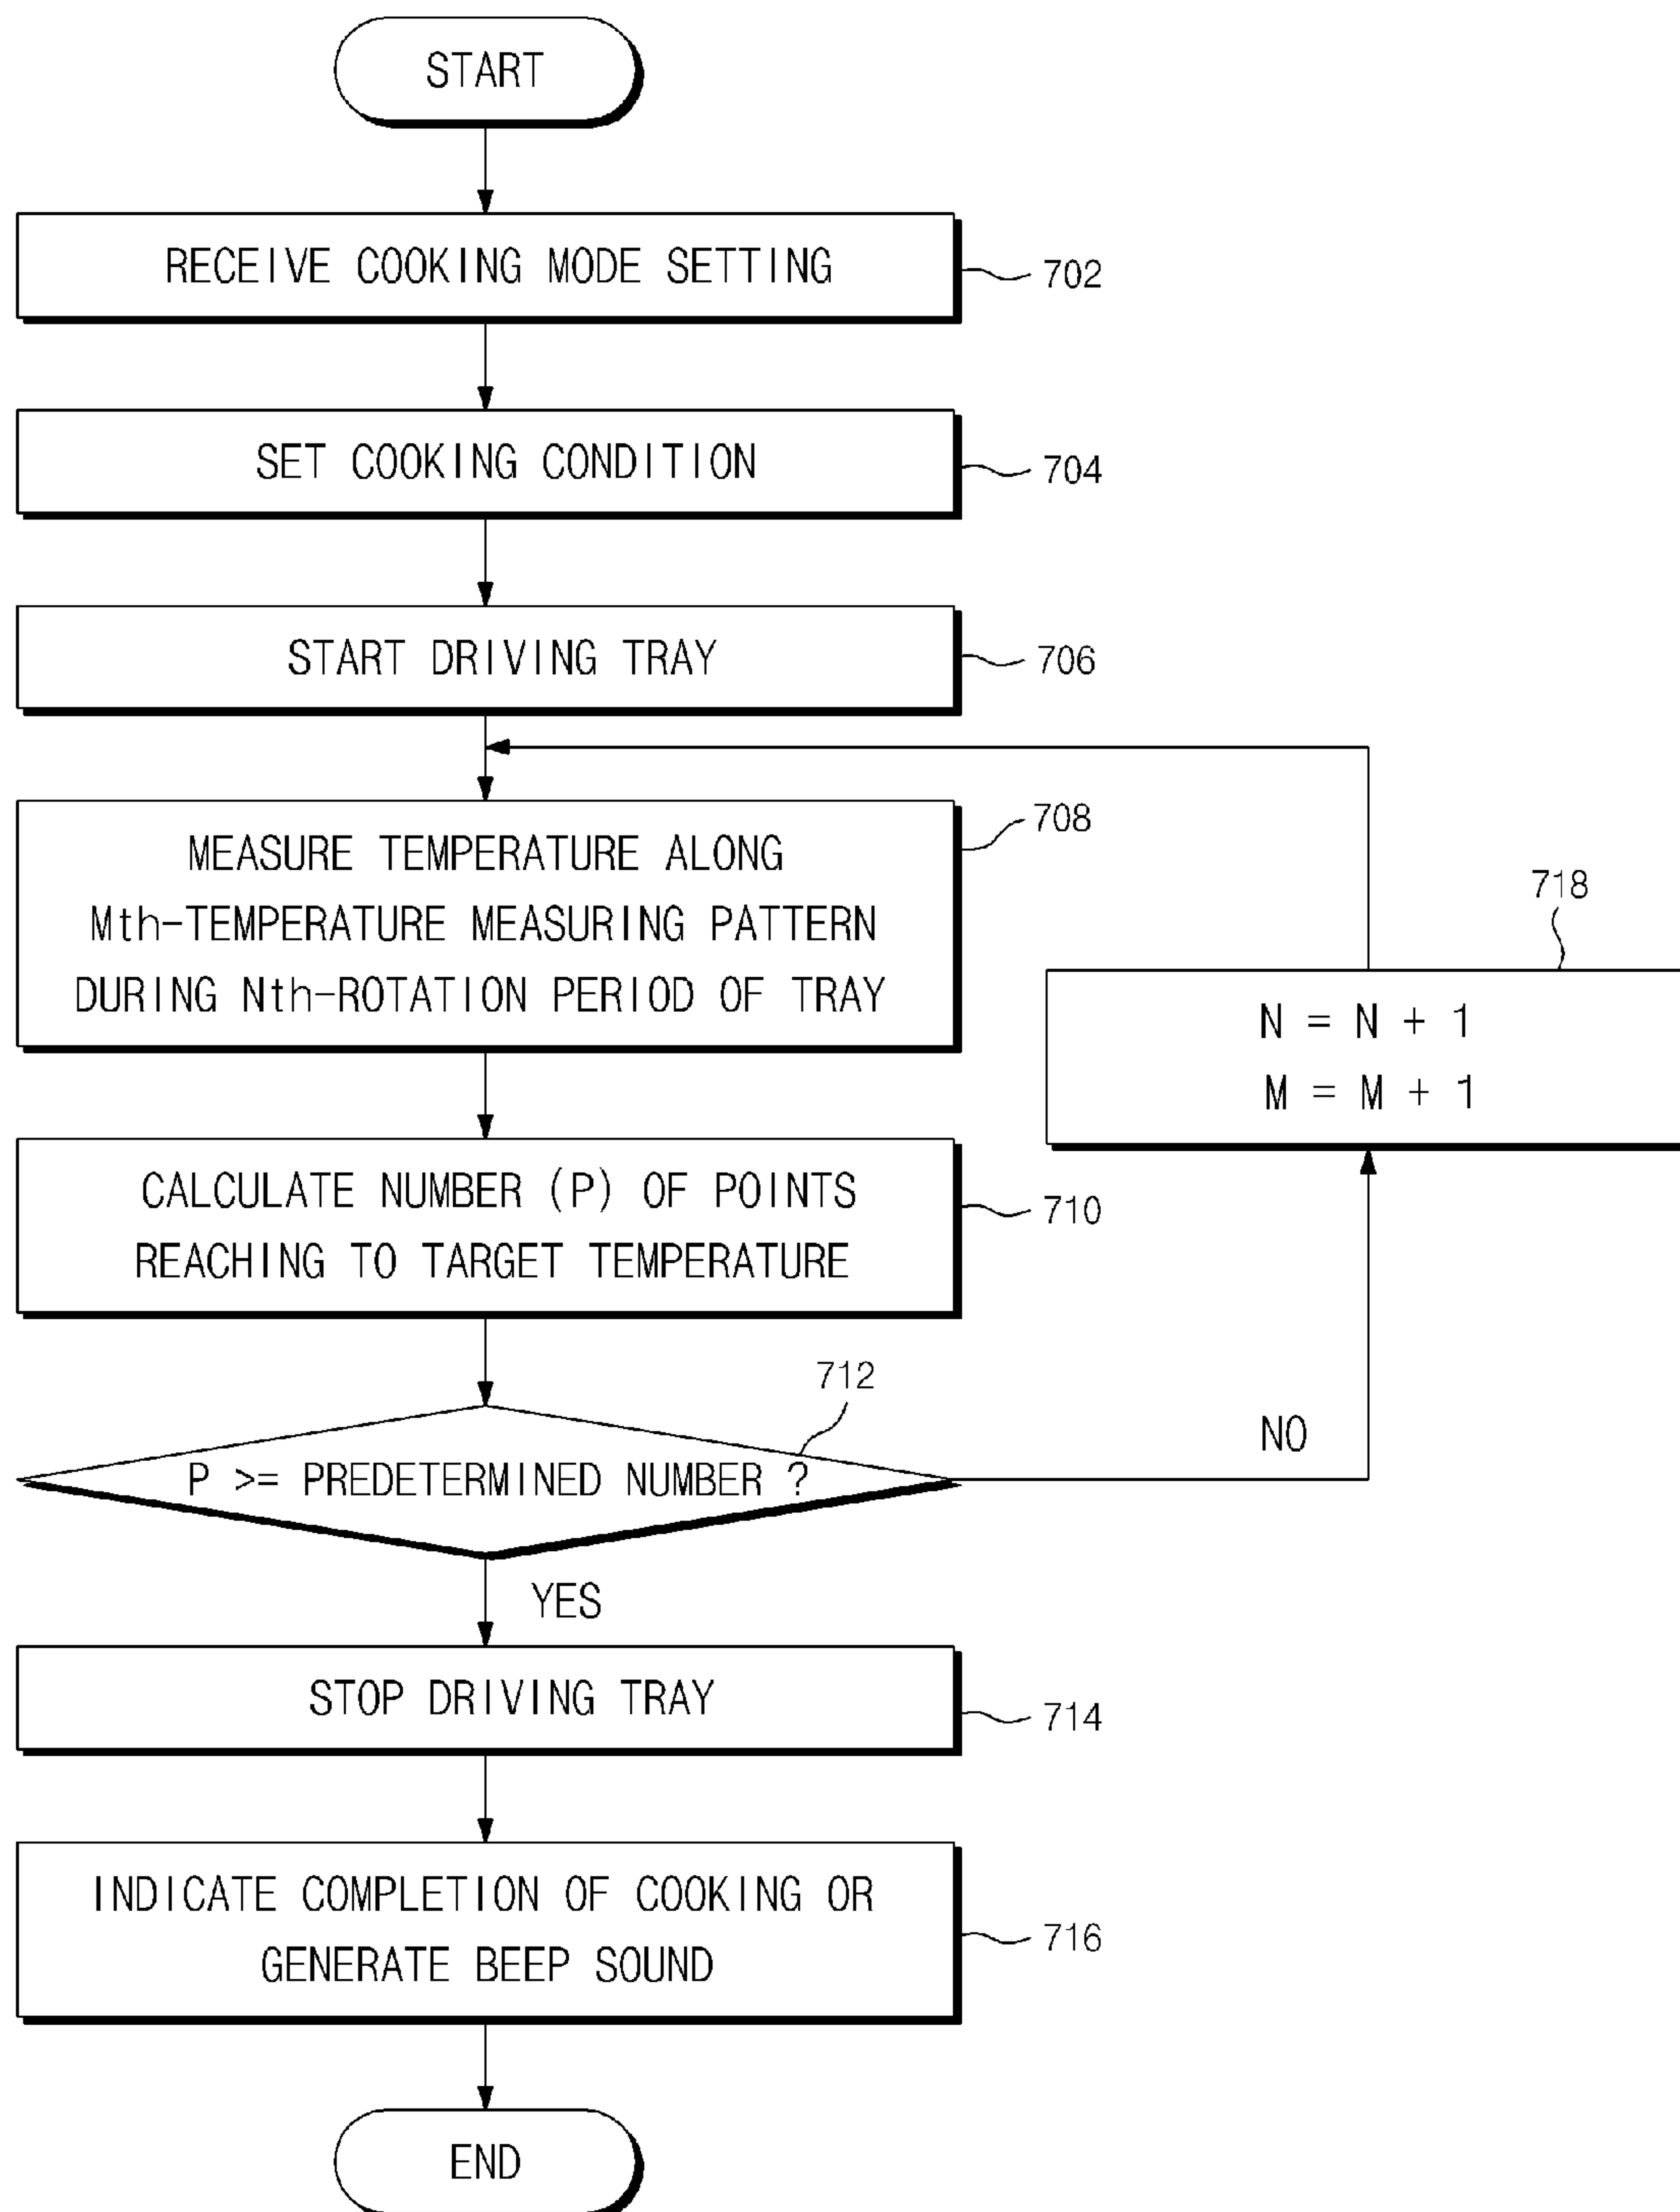 START
RECEIVE COOKING MODE SETTING
702
SET COOKING CONDITION
704
START DRIVING TRAY
706
MEASURE TEMPERATURE ALONG
Mth-TEMPERATURE MEASURING PATTERN
DURING Nth-ROTATION PERIOD OF TRAY
708
718
N = N + 1
M = M + 1
CALCULATE NUMBER (P) OF POINTS
REACHING TO TARGET TEMPERATURE
710
712
P >= PREDETERMINED NUMBER ?
NO
YES
STOP DRIVING TRAY
714
INDICATE COMPLETION OF COOKING OR
GENERATE BEEP SOUND
716
END